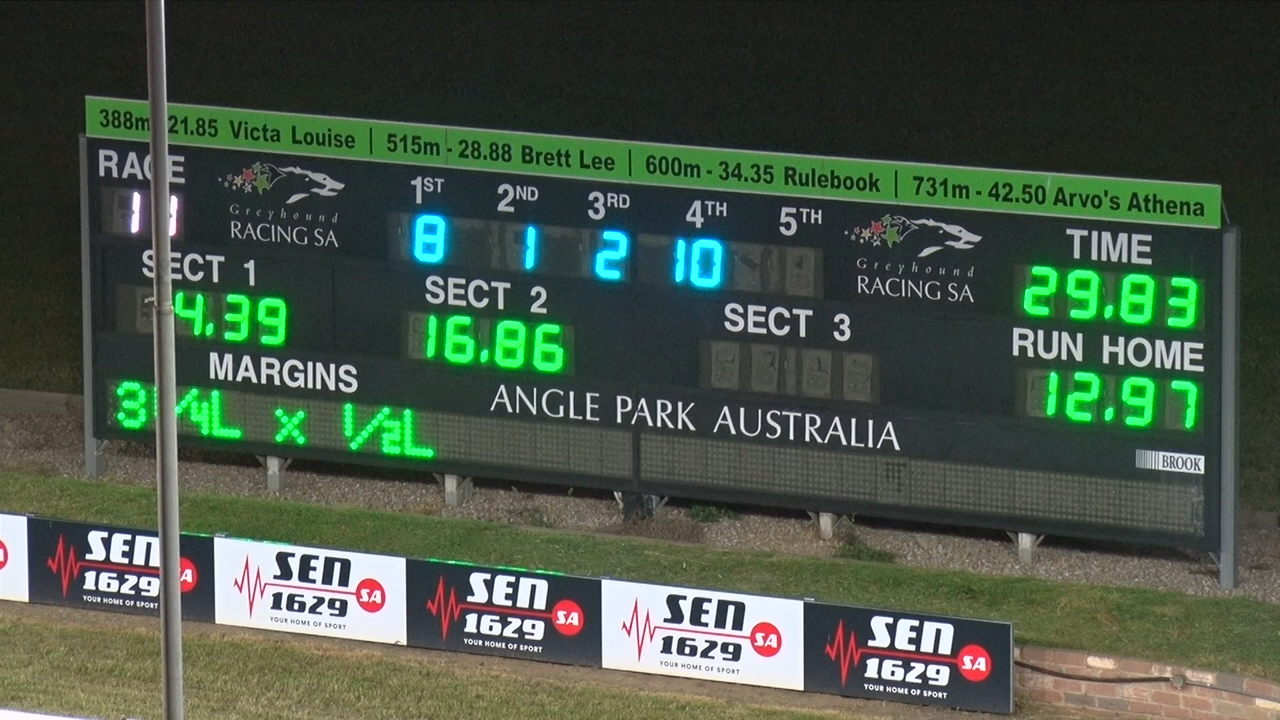 388m 21.85 Victa Louise | 515m - 28.88 Brett Lee | 600m - 34.35 Rulebook | 731m - 42.50 Arvo's Athena
RACE
11
Greyhound
RACING SA
1ST 2ND 3RD 4TH 5TH
8 1 2 10
Greyhound
RACING SA
TIME
29.83
SECT 1
4.39
SECT 2
16.86
SECT 3
RUN HOME
12.97
MARGINS
3 1/4L x 1/2L
ANGLE PARK AUSTRALIA
BROOK
SEN
1629 SA
YOUR HOME OF SPORT
SEN
1629 SA
YOUR HOME OF SPORT
SEN
1629 SA
YOUR HOME OF SPORT
SEN
1629 SA
YOUR HOME OF SPORT
SEN
1629 SA
YOUR HOME OF SPORT